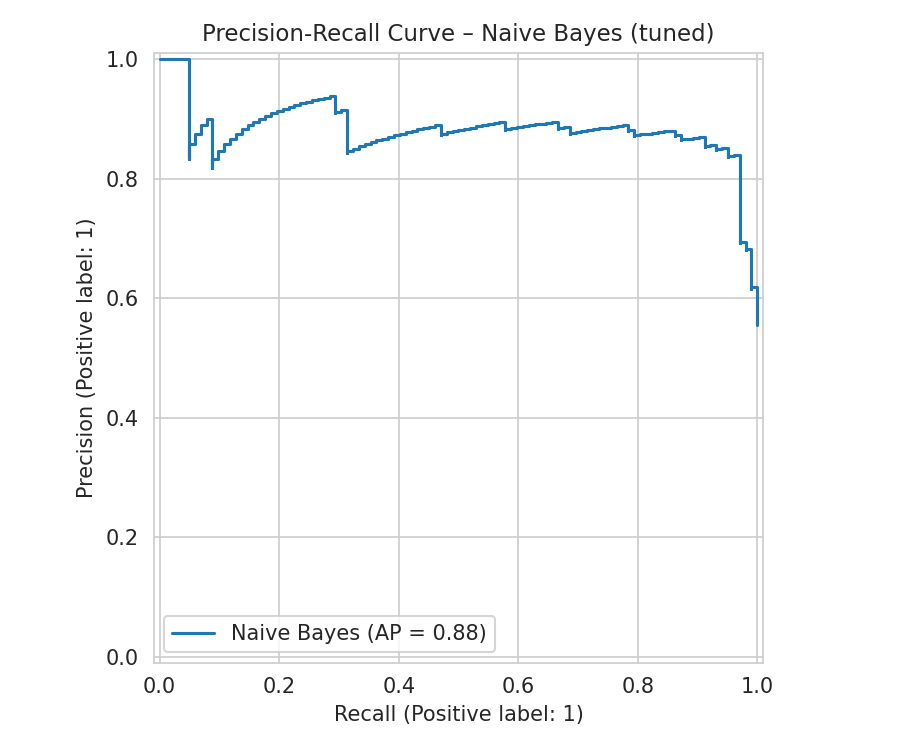 Precision-Recall Curve – Naive Bayes (tuned)
1.0
0.8
0.6
0.4
0.2
0.0
Precision (Positive label: 1)
Naive Bayes (AP = 0.88)
0.0 0.2 0.4 0.6 0.8 1.0
Recall (Positive label: 1)